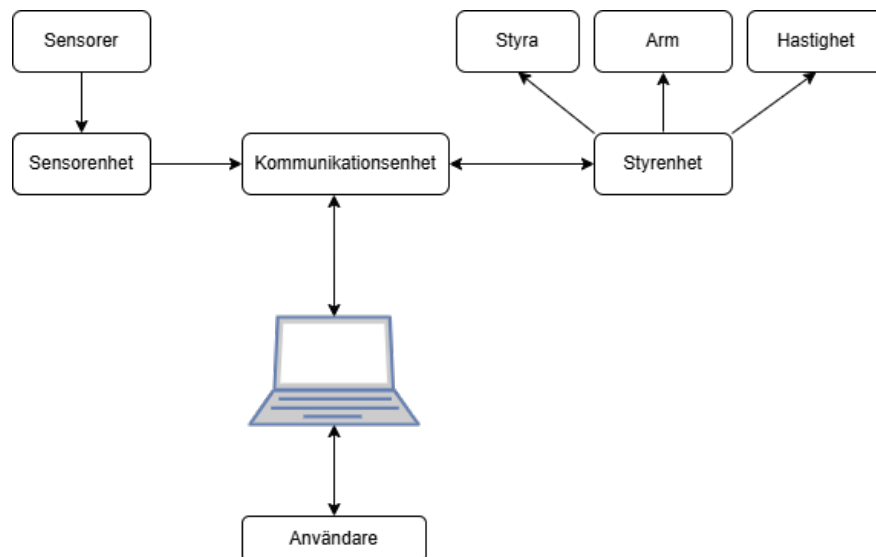 Sensorer
Styra
Arm
Hastighet
Sensorenhet
Kommunikationsenhet
Styrenhet
Användare